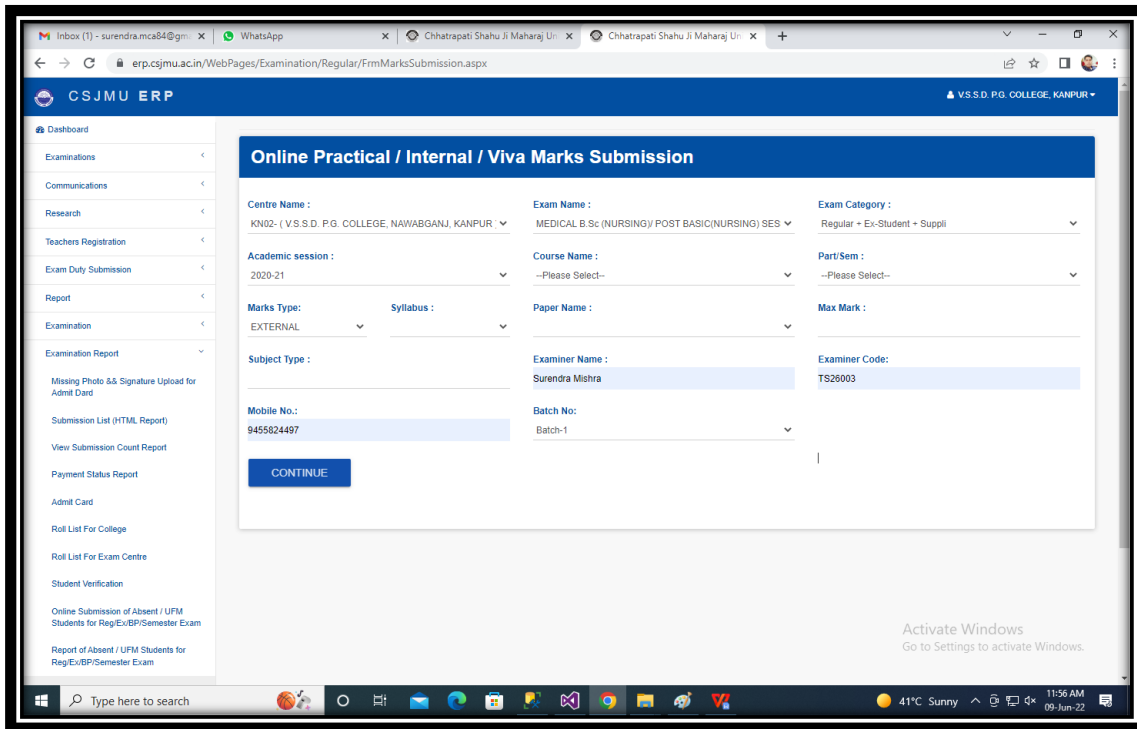 Inbox (1) - surendra.mca84@gm
WhatsApp
Chhatrapati Shahu Ji Maharaj Un
Chhatrapati Shahu Ji Maharaj Un
erp.csjmu.ac.in/WebPages/Examination/Regular/FrmMarksSubmission.aspx
CSJMU ERP
V.S.S.D. P.G. COLLEGE, KANPUR
Dashboard
Examinations
Communications
Research
Teachers Registration
Exam Duty Submission
Report
Examination
Examination Report
Missing Photo && Signature Upload for
Admit Dard
Submission List (HTML Report)
View Submission Count Report
Payment Status Report
Admit Card
Roll List For College
Roll List For Exam Centre
Student Verification
Online Submission of Absent / UFM
Students for Reg/Ex/BP/Semester Exam
Report of Absent / UFM Students for
Reg/Ex/BP/Semester Exam
Online Practical / Internal / Viva Marks Submission
Centre Name : Exam Name : Exam Category :
KN02- ( V.S.S.D. P.G. COLLEGE, NAWABGANJ, KANPUR MEDICAL B.Sc (NURSING)/ POST BASIC(NURSING) SES Regular + Ex-Student + Suppli
Academic session : Course Name : Part/Sem :
2020-21 --Please Select-- --Please Select--
Marks Type: Syllabus : Paper Name : Max Mark :
EXTERNAL
Subject Type : Examiner Name : Examiner Code:
Surendra Mishra TS26003
Mobile No.: Batch No:
9455824497 Batch-1
CONTINUE
Activate Windows
Go to Settings to activate Windows.
Type here to search
41°C Sunny
11:56 AM
09-Jun-22